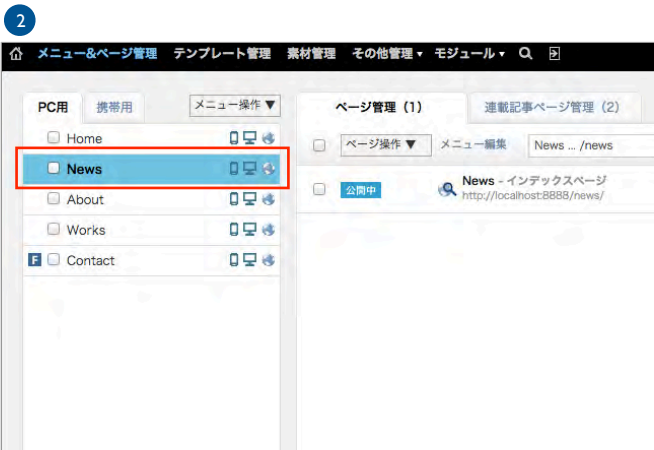 2
メニュー&ページ管理 テンプレート管理 素材管理 その他管理▼ モジュール▼
PC用 携帯用 メニュー操作▼
Home
News
About
Works
F Contact
ページ管理（1） 連載記事ページ管理（2）
ページ操作▼ メニュー編集 News ... /news
公開中 News - インデックスページ
http://localhost:8888/news/